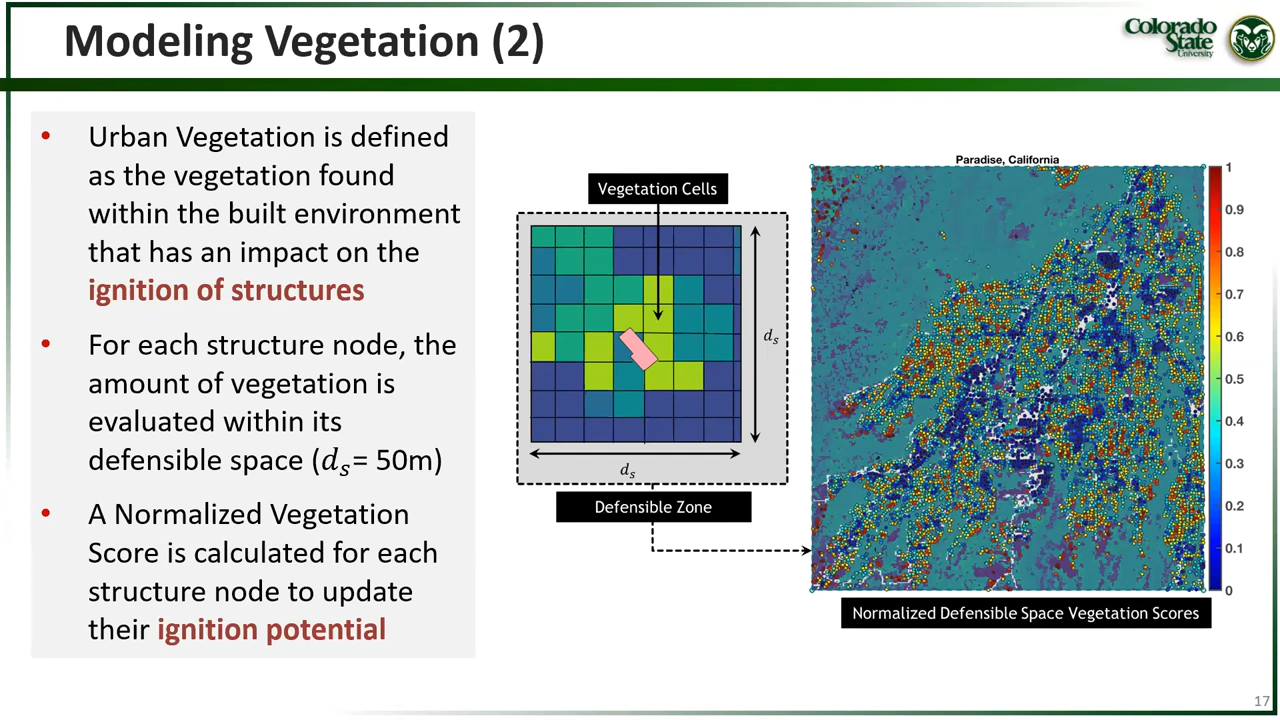 Modeling Vegetation (2)
Colorado
State
University
• Urban Vegetation is defined
as the vegetation found
within the built environment
that has an impact on the
ignition of structures
• For each structure node, the
amount of vegetation is
evaluated within its
defensible space (dₛ= 50m)
• A Normalized Vegetation
Score is calculated for each
structure node to update
their ignition potential
Vegetation Cells
dₛ
dₛ
Defensible Zone
Paradise, California
1
0.9
0.8
0.7
0.6
0.5
0.4
0.3
0.2
0.1
0
Normalized Defensible Space Vegetation Scores
17